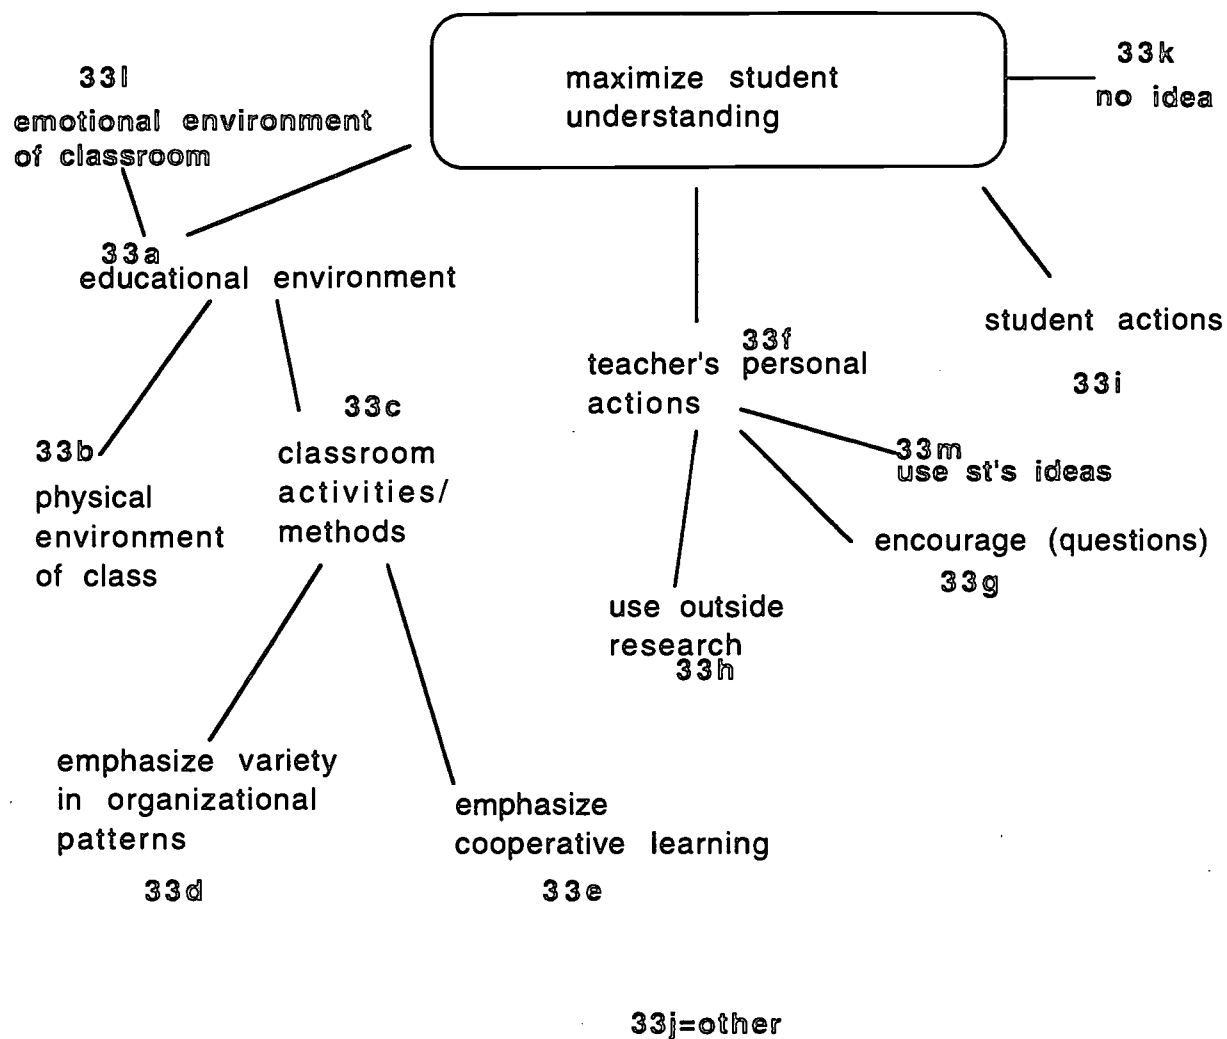 maximize student
understanding
33k
no idea
33l
emotional environment
of classroom
33a
educational environment
33b
physical
environment
of class
33c
classroom
activities/
methods
33f
teacher's personal
actions
student actions
33i
33m
use st's ideas
encourage (questions)
33g
use outside
research
33h
emphasize variety
in organizational
patterns
33d
emphasize
cooperative learning
33e
33j=other